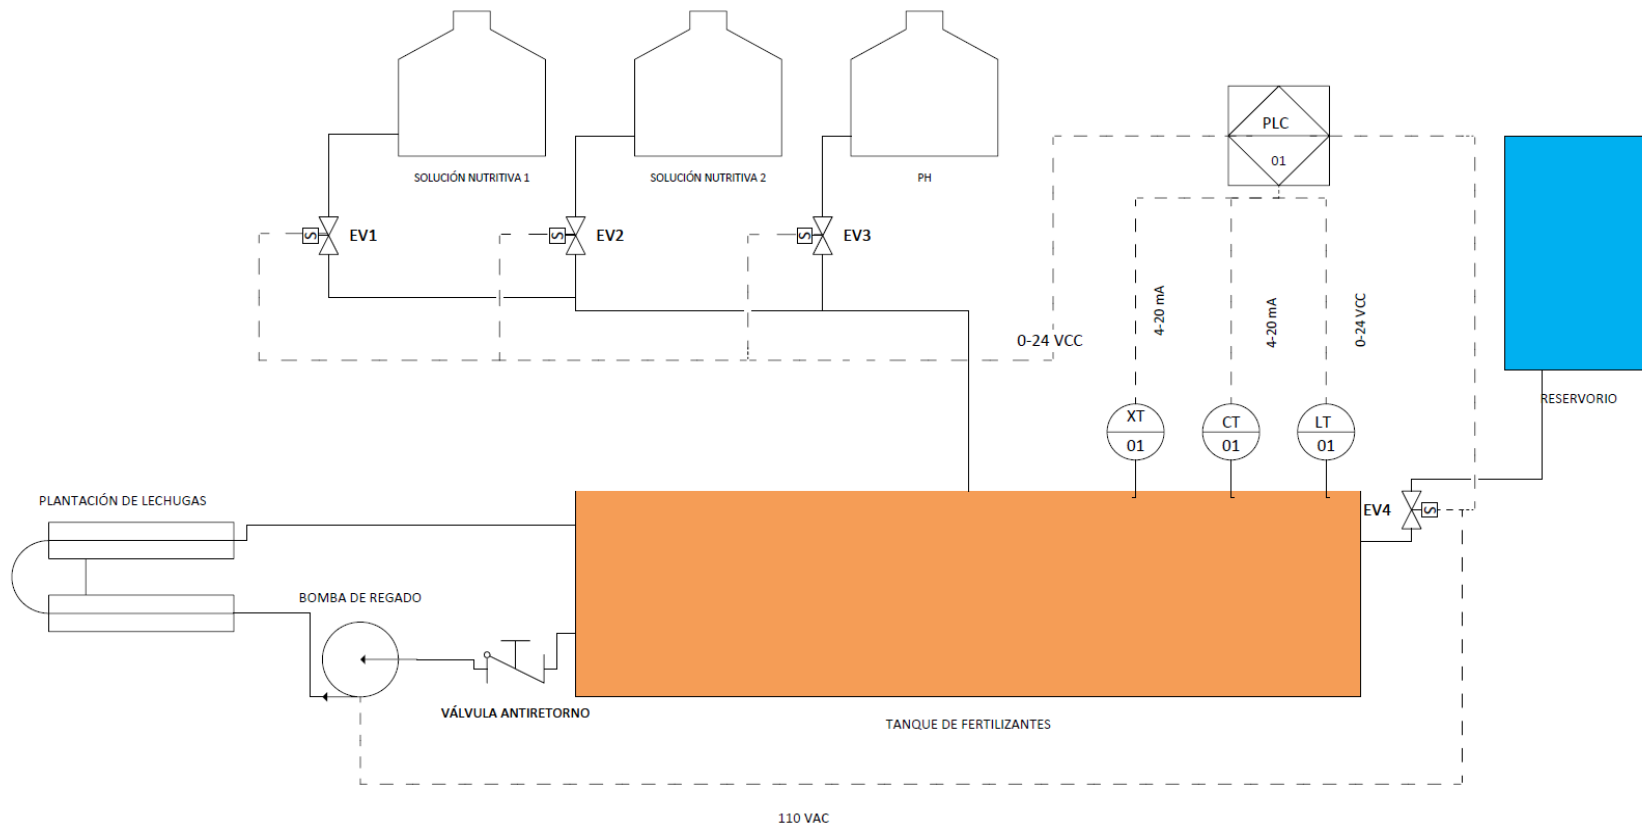 SOLUCIÓN NUTRITIVA 1
SOLUCIÓN NUTRITIVA 2
PH
PLC
01
S
EV1
S
EV2
S
EV3
0-24 VCC
4-20 mA
4-20 mA
0-24 VCC
RESERVORIO
XT
01
CT
01
LT
01
PLANTACIÓN DE LECHUGAS
EV4
S
BOMBA DE REGADO
VÁLVULA ANTIRETORNO
TANQUE DE FERTILIZANTES
110 VAC